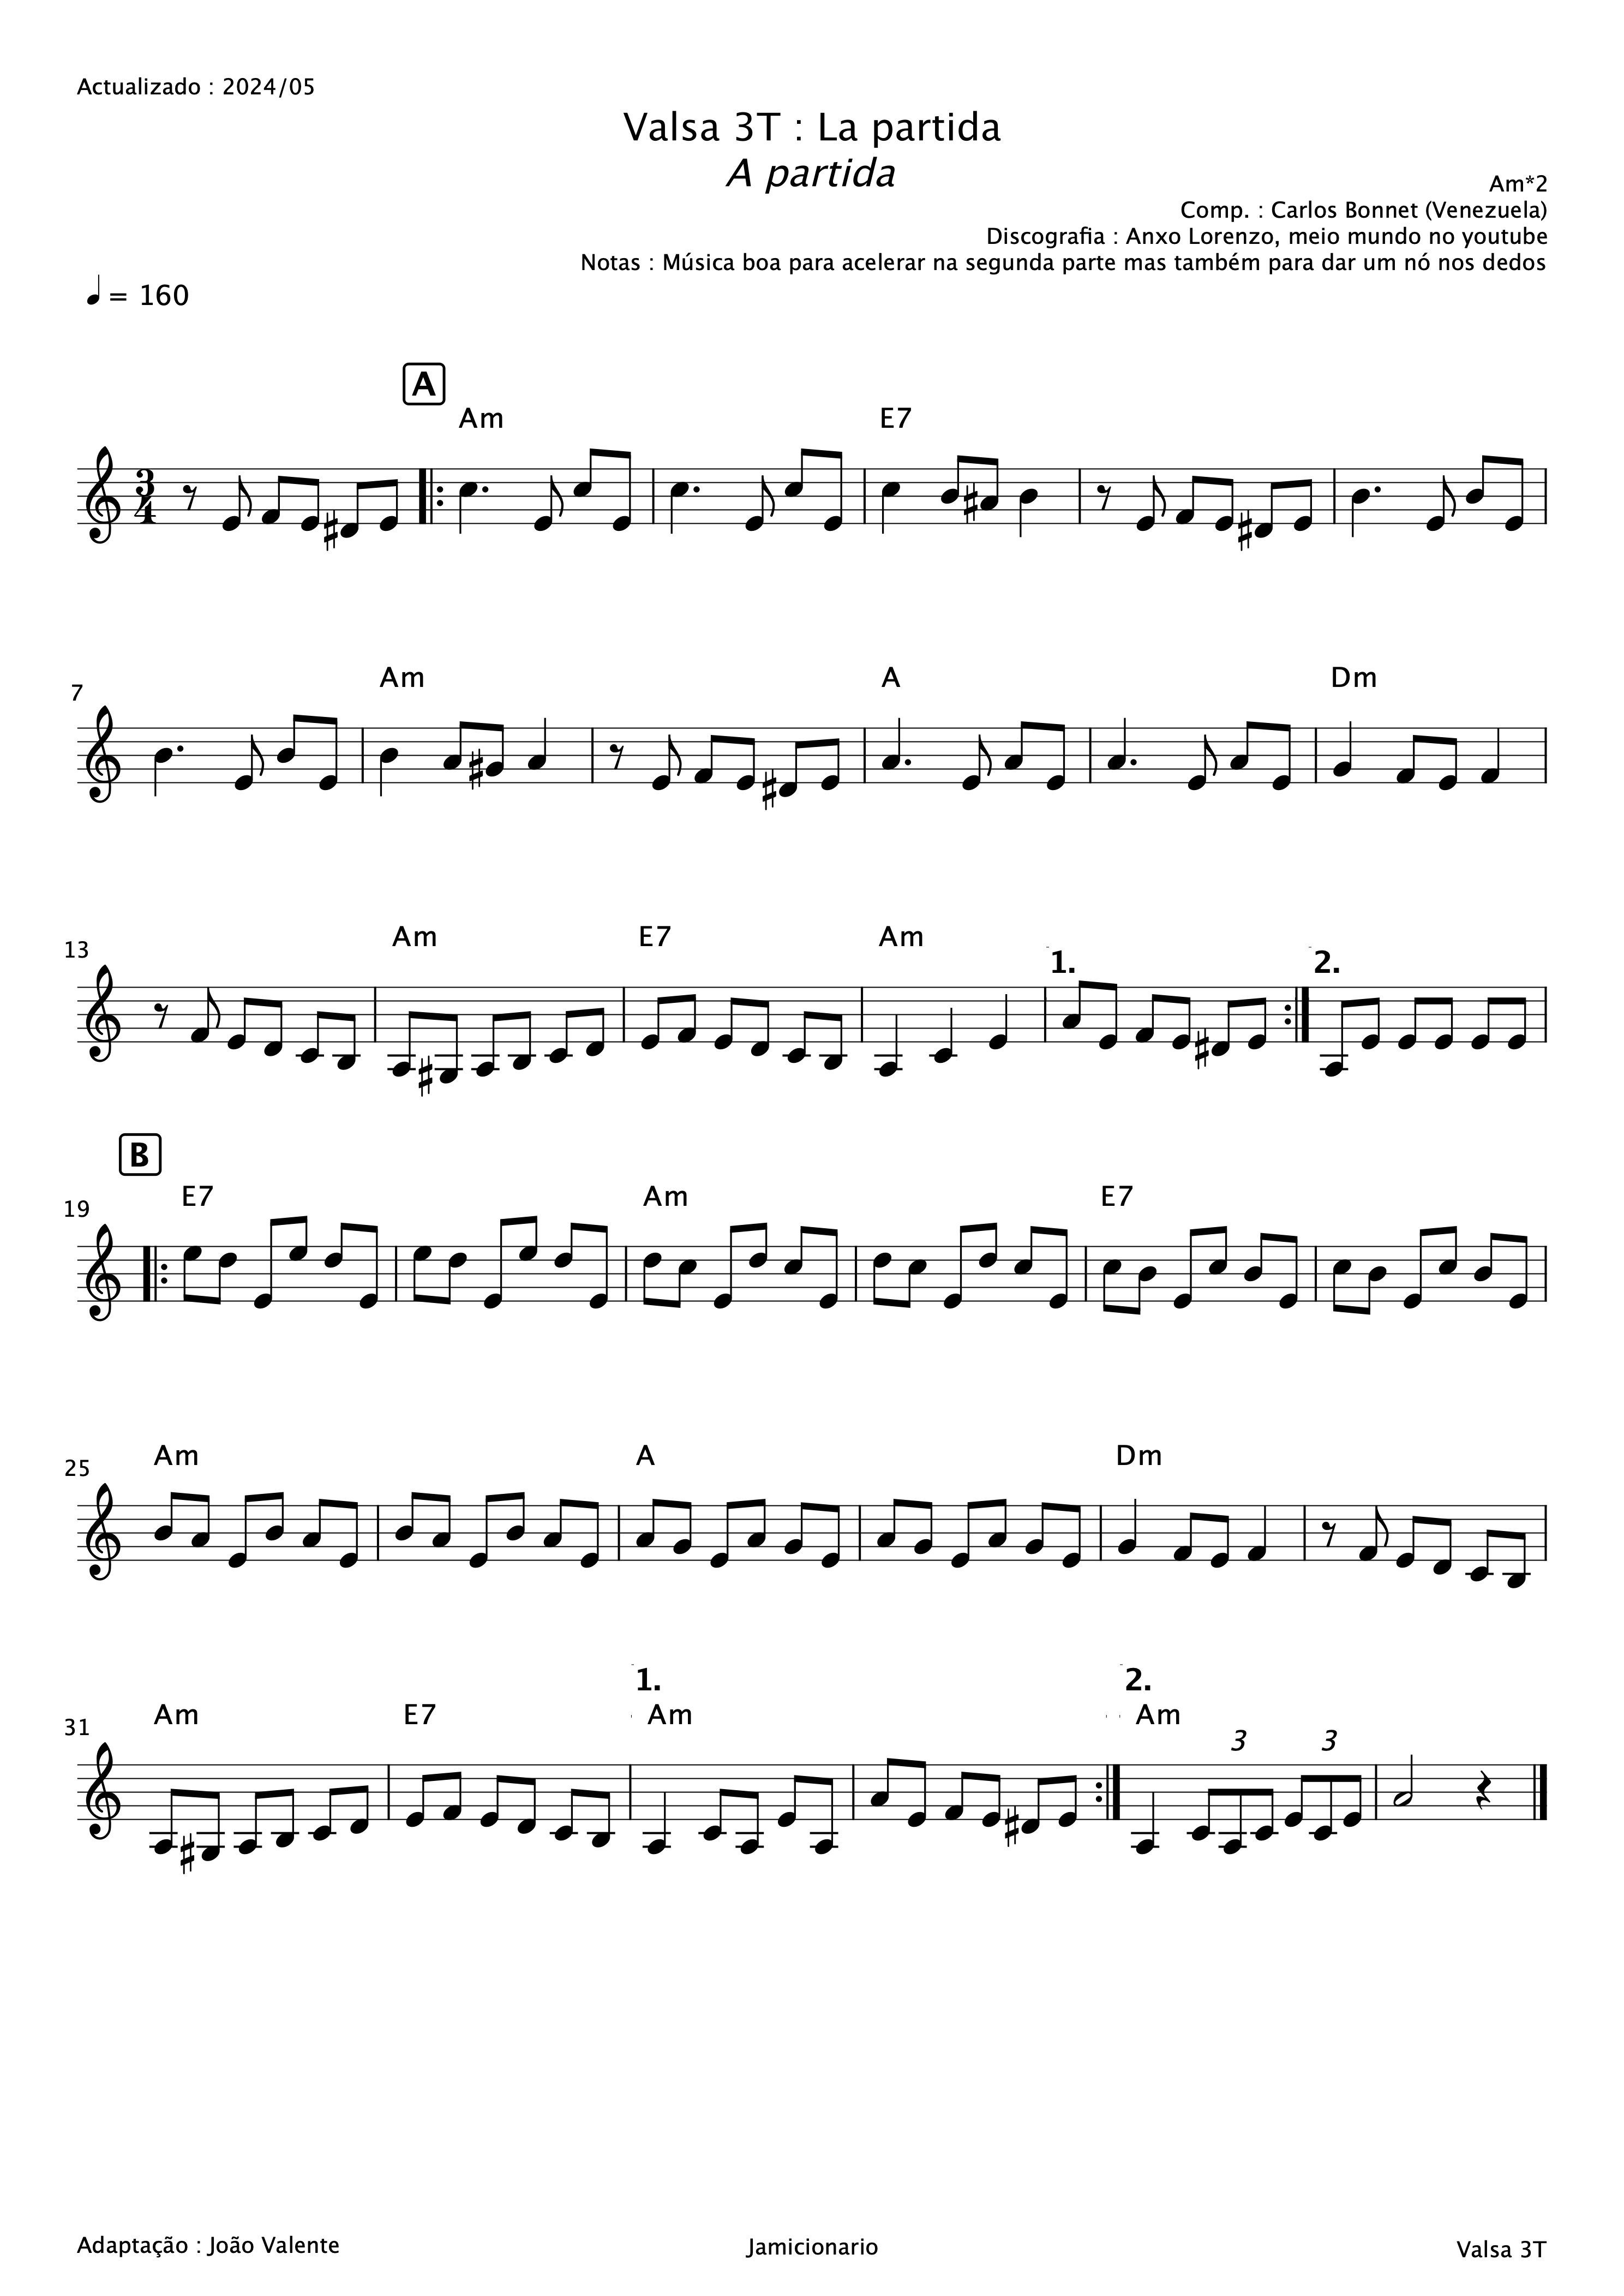 Actualizado : 2024/05
Valsa 3T : La partida
A partida
Am*2
Comp. : Carlos Bonnet (Venezuela)
Discografia : Anxo Lorenzo, meio mundo no youtube
Notas : Música boa para acelerar na segunda parte mas também para dar um nó nos dedos
= 160
A
Am E7
3
4
Am A Dm
7
Am E7 Am 1. 2.
13
B
E7 Am E7
19
Am A Dm
25
1. 2.
Am E7 Am Am
31
3 3
Adaptação : João Valente
Jamicionario
Valsa 3T